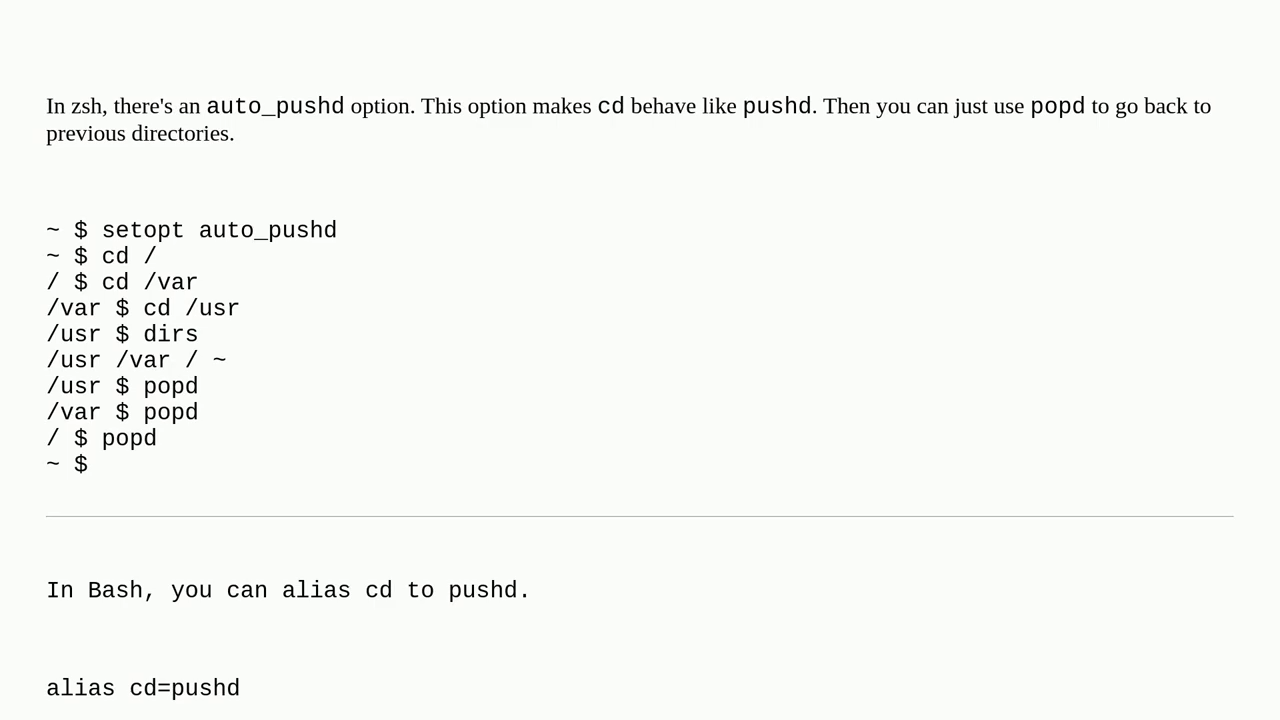 In zsh, there's an auto_pushd option. This option makes cd behave like pushd. Then you can just use popd to go back to
previous directories.
~ $ setopt auto_pushd
~ $ cd /
/ $ cd /var
/var $ cd /usr
/usr $ dirs
/usr /var / ~
/usr $ popd
/var $ popd
/ $ popd
~ $
In Bash, you can alias cd to pushd.
alias cd=pushd